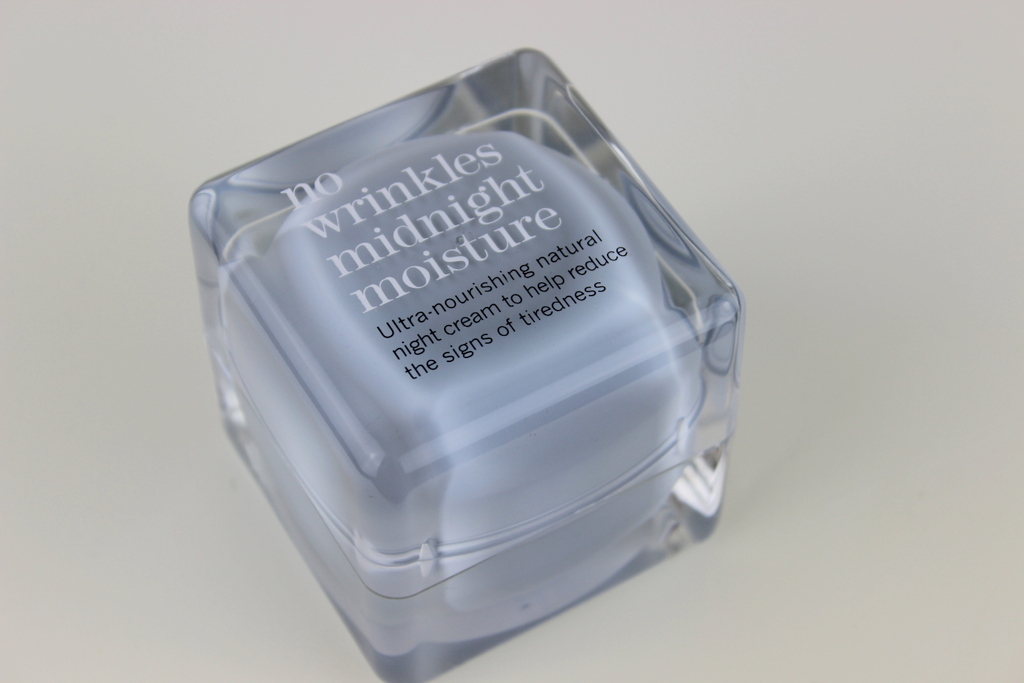 no
wrinkles
midnight
moisture
Ultra-nourishing natural
night cream to help reduce
the signs of tiredness